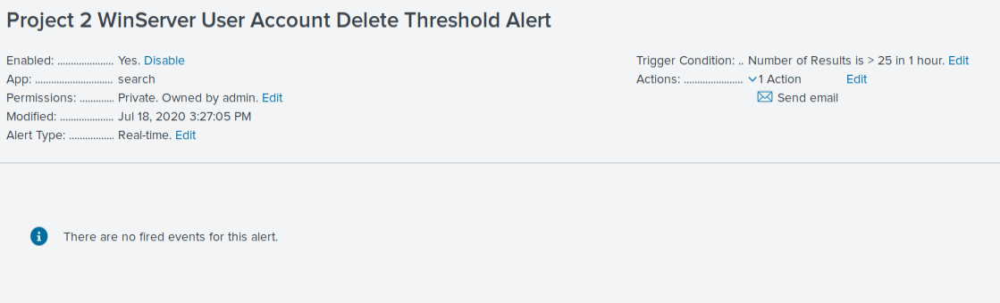 Project 2 WinServer User Account Delete Threshold Alert
Enabled: ..................... Yes. Disable
App: ............................. search
Permissions: ............. Private. Owned by admin. Edit
Modified: .................... Jul 18, 2020 3:27:05 PM
Alert Type: ................. Real-time. Edit
Trigger Condition: .. Number of Results is > 25 in 1 hour. Edit
Actions: ...................... 1 Action Edit
Send email
There are no fired events for this alert.